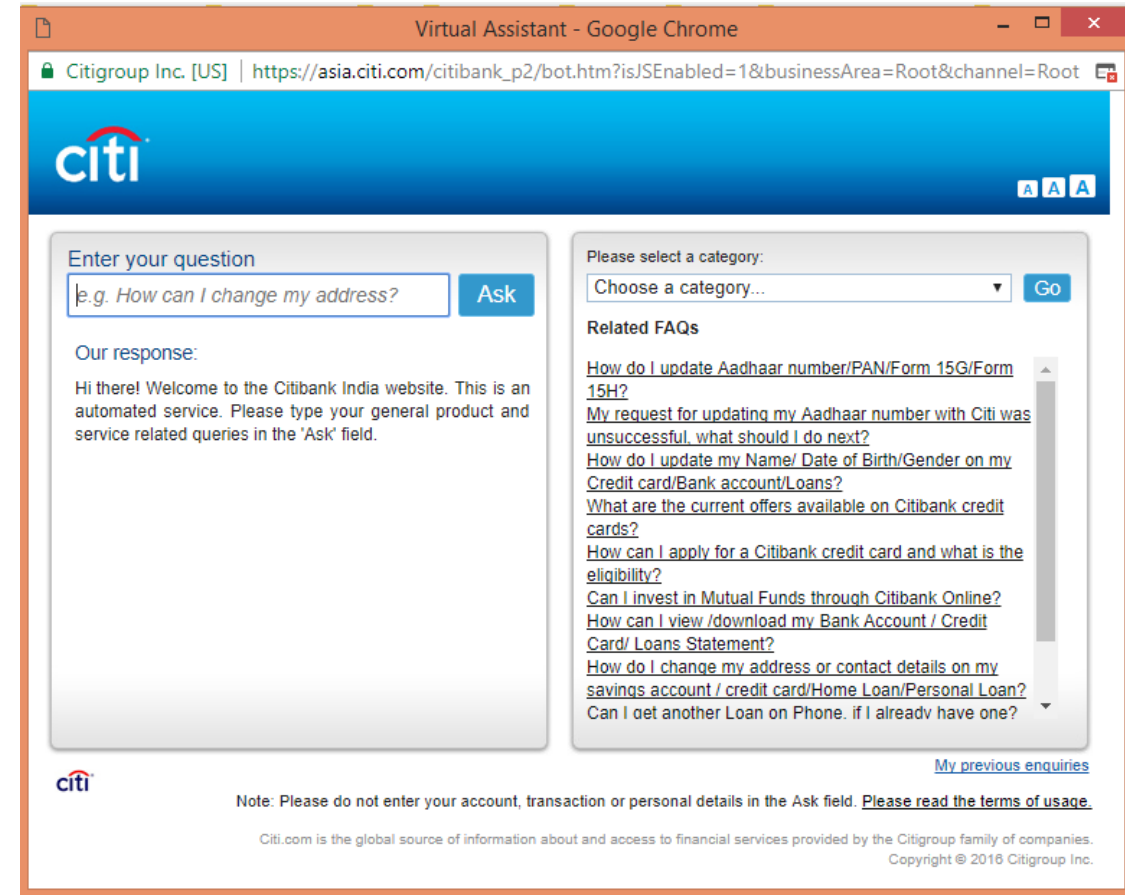 Virtual Assistant - Google Chrome
Citigroup Inc. [US] | https://asia.citi.com/citibank_p2/bot.htm?isJSEnabled=1&businessArea=Root&channel=Root
citi
A A A
Enter your question
e.g. How can I change my address?
Ask
Our response:
Hi there! Welcome to the Citibank India website. This is an
automated service. Please type your general product and
service related queries in the 'Ask' field.
Please select a category:
Choose a category...
Go
Related FAQs
How do I update Aadhaar number/PAN/Form 15G/Form
15H?
My request for updating my Aadhaar number with Citi was
unsuccessful, what should I do next?
How do I update my Name/ Date of Birth/Gender on my
Credit card/Bank account/Loans?
What are the current offers available on Citibank credit
cards?
How can I apply for a Citibank credit card and what is the
eligibility?
Can I invest in Mutual Funds through Citibank Online?
How can I view /download my Bank Account / Credit
Card/ Loans Statement?
How do I change my address or contact details on my
savings account / credit card/Home Loan/Personal Loan?
Can I get another Loan on Phone, if I already have one?
My previous enquiries
citi
Note: Please do not enter your account, transaction or personal details in the Ask field. Please read the terms of usage.
Citi.com is the global source of information about and access to financial services provided by the Citigroup family of companies.
Copyright © 2016 Citigroup Inc.